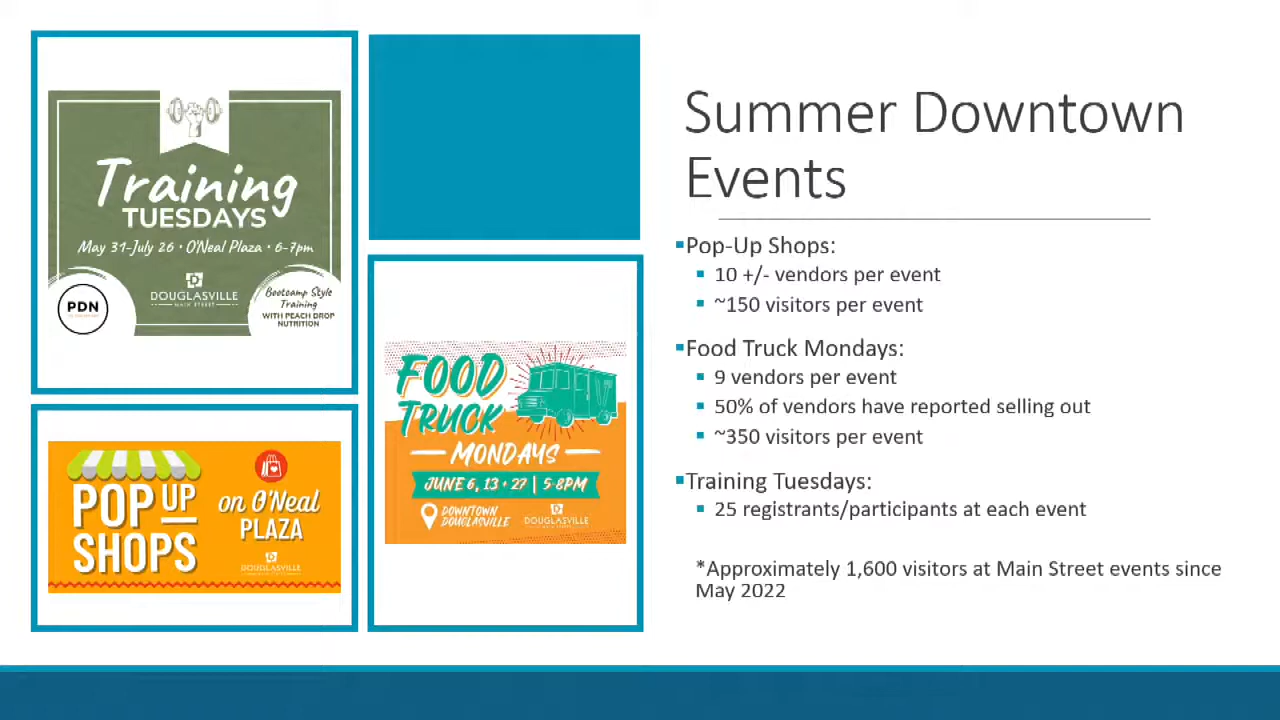 Training
TUESDAYS
May 31-July 26 • O'Neal Plaza • 6-7pm
PDN
DOUGLASVILLE
MAIN STREET
Bootcamp Style
Training
WITH PEACH DROP
NUTRITION
POP UP
SHOPS
on O'Neal
PLAZA
DOUGLASVILLE
FOOD
TRUCK
MONDAYS
JUNE 6, 13 + 27 | 5-8PM
DOWNTOWN
DOUGLASVILLE
DOUGLASVILLE
MAIN STREET
Summer Downtown
Events
▪Pop-Up Shops:
▪ 10 +/- vendors per event
▪ ~150 visitors per event
▪Food Truck Mondays:
▪ 9 vendors per event
▪ 50% of vendors have reported selling out
▪ ~350 visitors per event
▪Training Tuesdays:
▪ 25 registrants/participants at each event
*Approximately 1,600 visitors at Main Street events since
May 2022